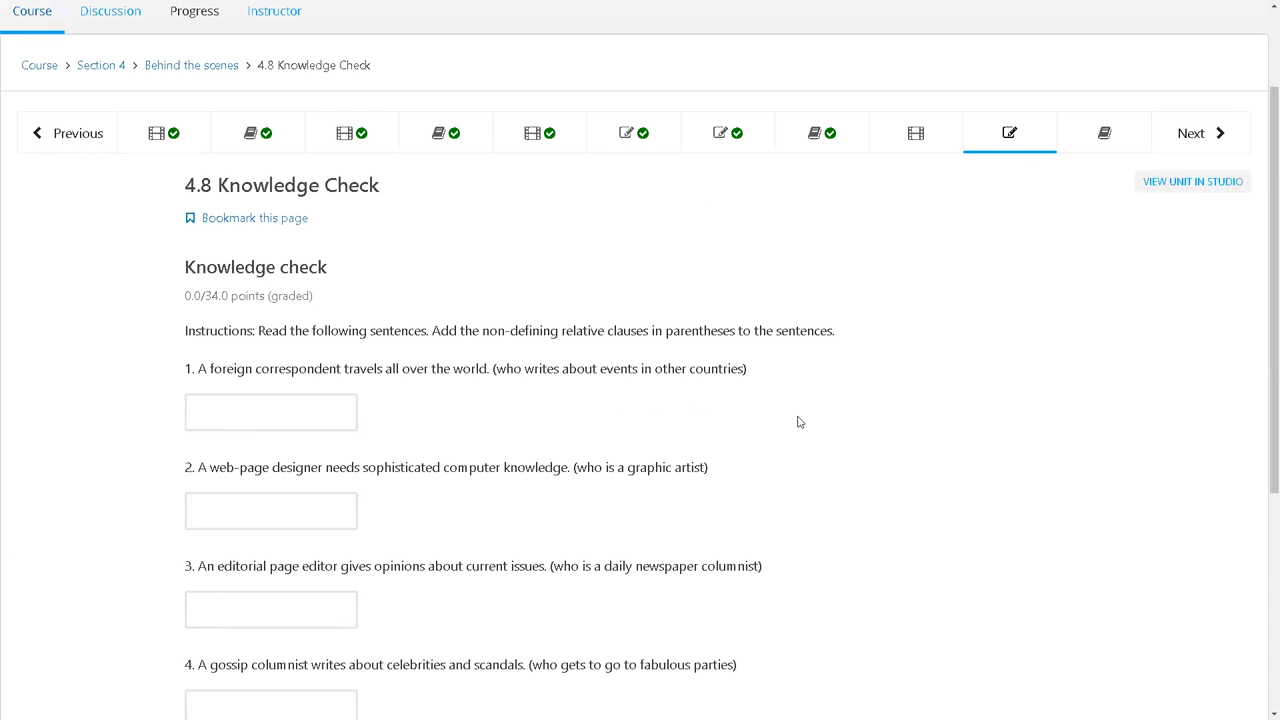 Course Discussion Progress Instructor
Course > Section 4 > Behind the scenes > 4.8 Knowledge Check
Previous Next
4.8 Knowledge Check
VIEW UNIT IN STUDIO
Bookmark this page
Knowledge check
0.0/34.0 points (graded)
Instructions: Read the following sentences. Add the non-defining relative clauses in parentheses to the sentences.
1. A foreign correspondent travels all over the world. (who writes about events in other countries)
2. A web-page designer needs sophisticated computer knowledge. (who is a graphic artist)
3. An editorial page editor gives opinions about current issues. (who is a daily newspaper columnist)
4. A gossip columnist writes about celebrities and scandals. (who gets to go to fabulous parties)